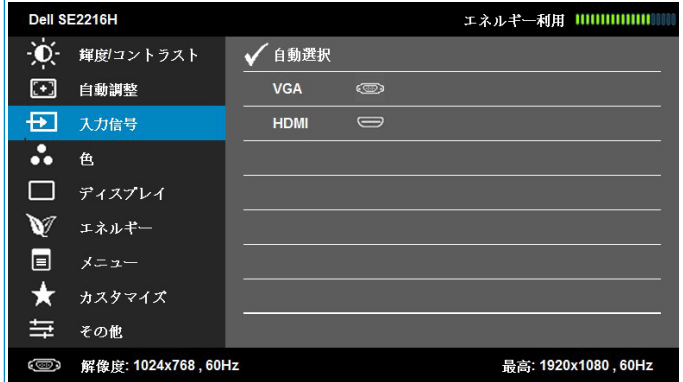 Dell SE2216H エネルギー利用
輝度/コントラスト
自動選択
自動調整
VGA
入力信号
HDMI
色
ディスプレイ
エネルギー
メニュー
カスタマイズ
その他
解像度: 1024x768 , 60Hz 最高: 1920x1080 , 60Hz